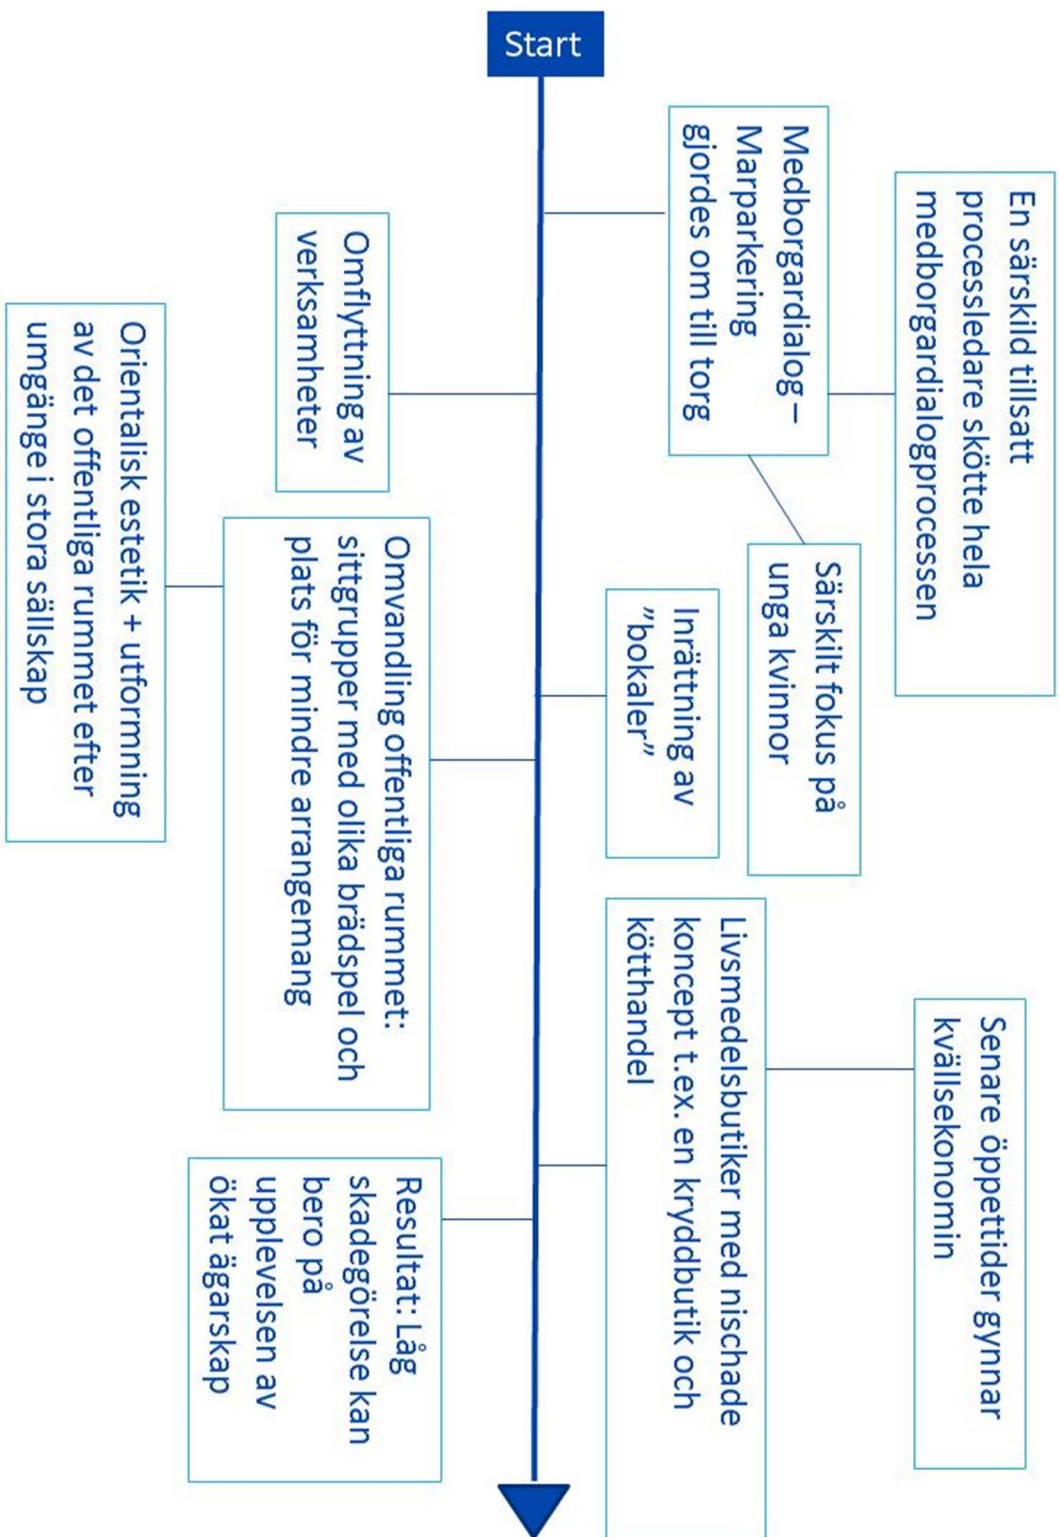 Start
En särskild tillsatt
processledare skötte hela
medborgardialogprocessen
Medborgardialog –
Marparkering
gjordes om till torg
Särskilt fokus på
unga kvinnor
Inrättning av
”bokaler”
Senare öppettider gynnar
kvällsekonomin
Livsmedelsbutiker med nischade
koncept t.ex. en kryddbutik och
kötthandel
Omflyttning av
verksamheter
Omvandling offentliga rummet:
sittgrupper med olika brädspel och
plats för mindre arrangemang
Orientalisk estetik + utformning
av det offentliga rummet efter
umgänge i stora sällskap
Resultat: Låg
skadegörelse kan
bero på
upplevelsen av
ökat ägarskap